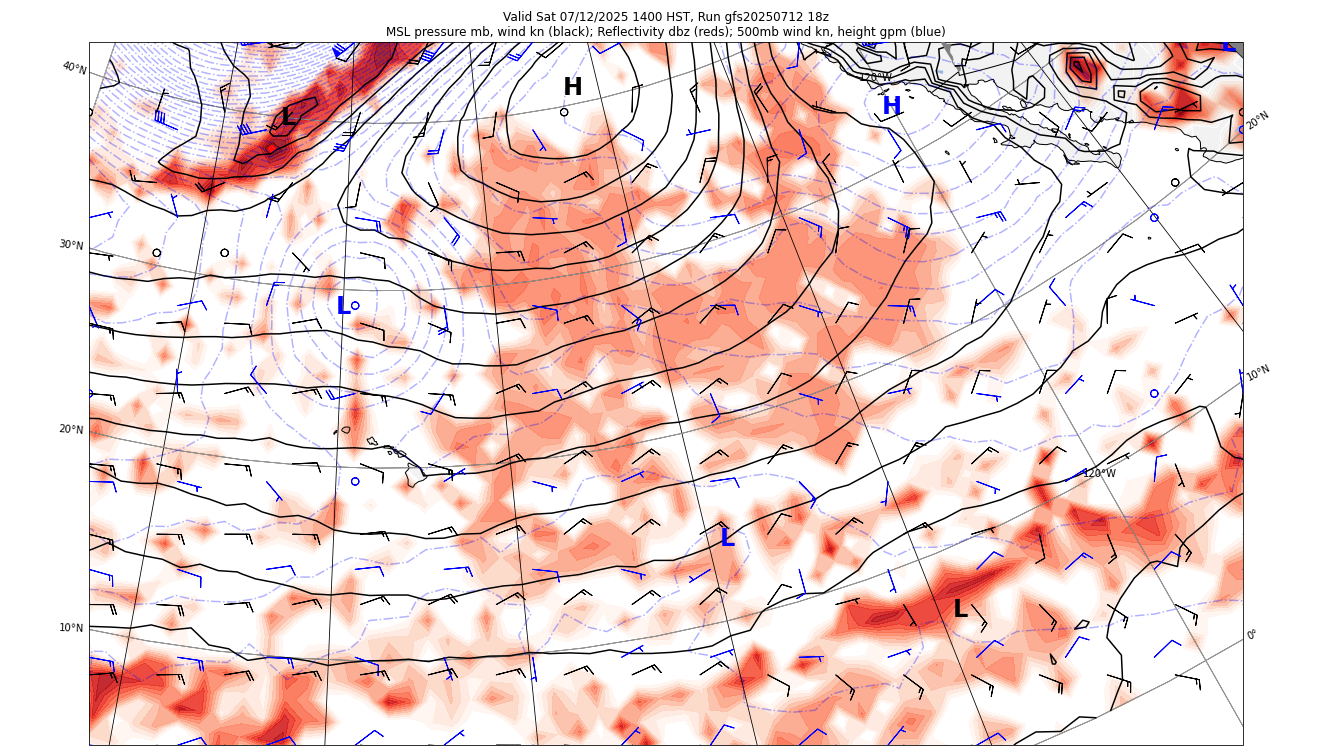 Valid Sat 07/12/2025 1400 HST, Run gfs20250712 18z
MSL pressure mb, wind kn (black); Reflectivity dbz (reds); 500mb wind kn, height gpm (blue)
40°N
H
120°W
H
L
20°N
L
30°N
L
10°N
20°N
120°W
L
L
10°N
0°